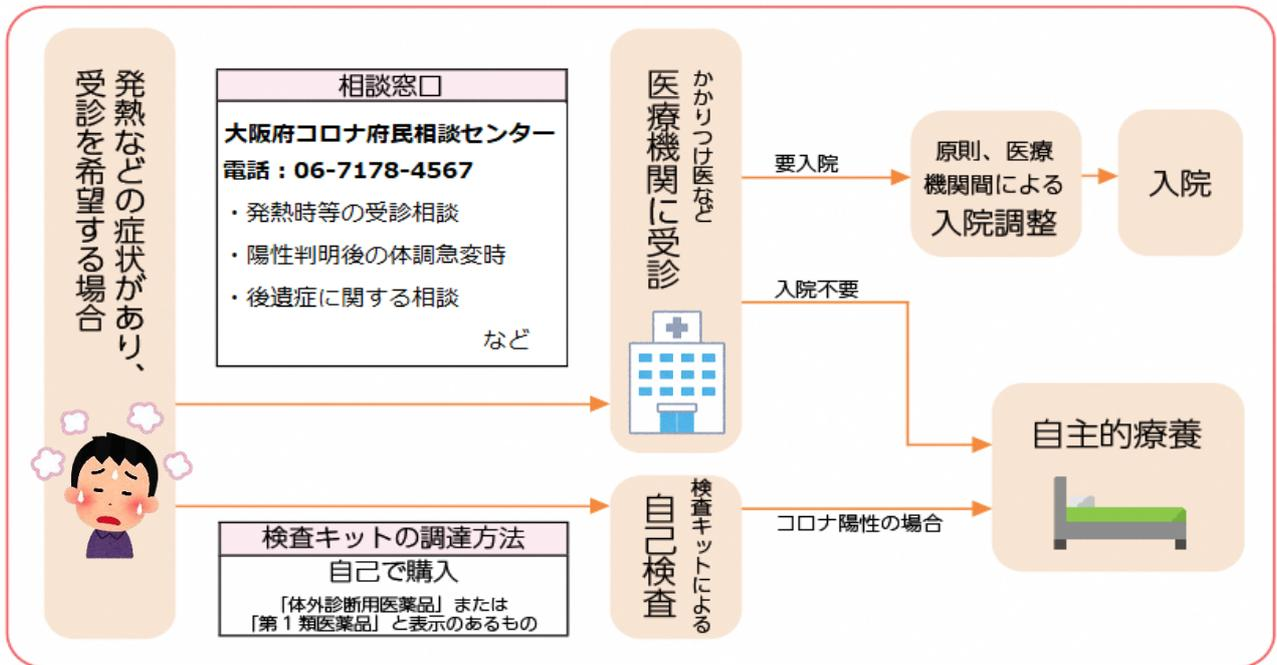 発熱などの症状があり、
受診を希望する場合
相談窓口
大阪府コロナ府民相談センター
電話：06-7178-4567
・発熱時等の受診相談
・陽性判明後の体調急変時
・後遺症に関する相談
など
検査キットの調達方法
自己で購入
「体外診断用医薬品」または
「第1類医薬品」と表示のあるもの
かかりつけ医など
医療機関に受診
検査キットによる
自己検査
要入院
原則、医療
機関間による
入院調整
入院
入院不要
コロナ陽性の場合
自主的療養